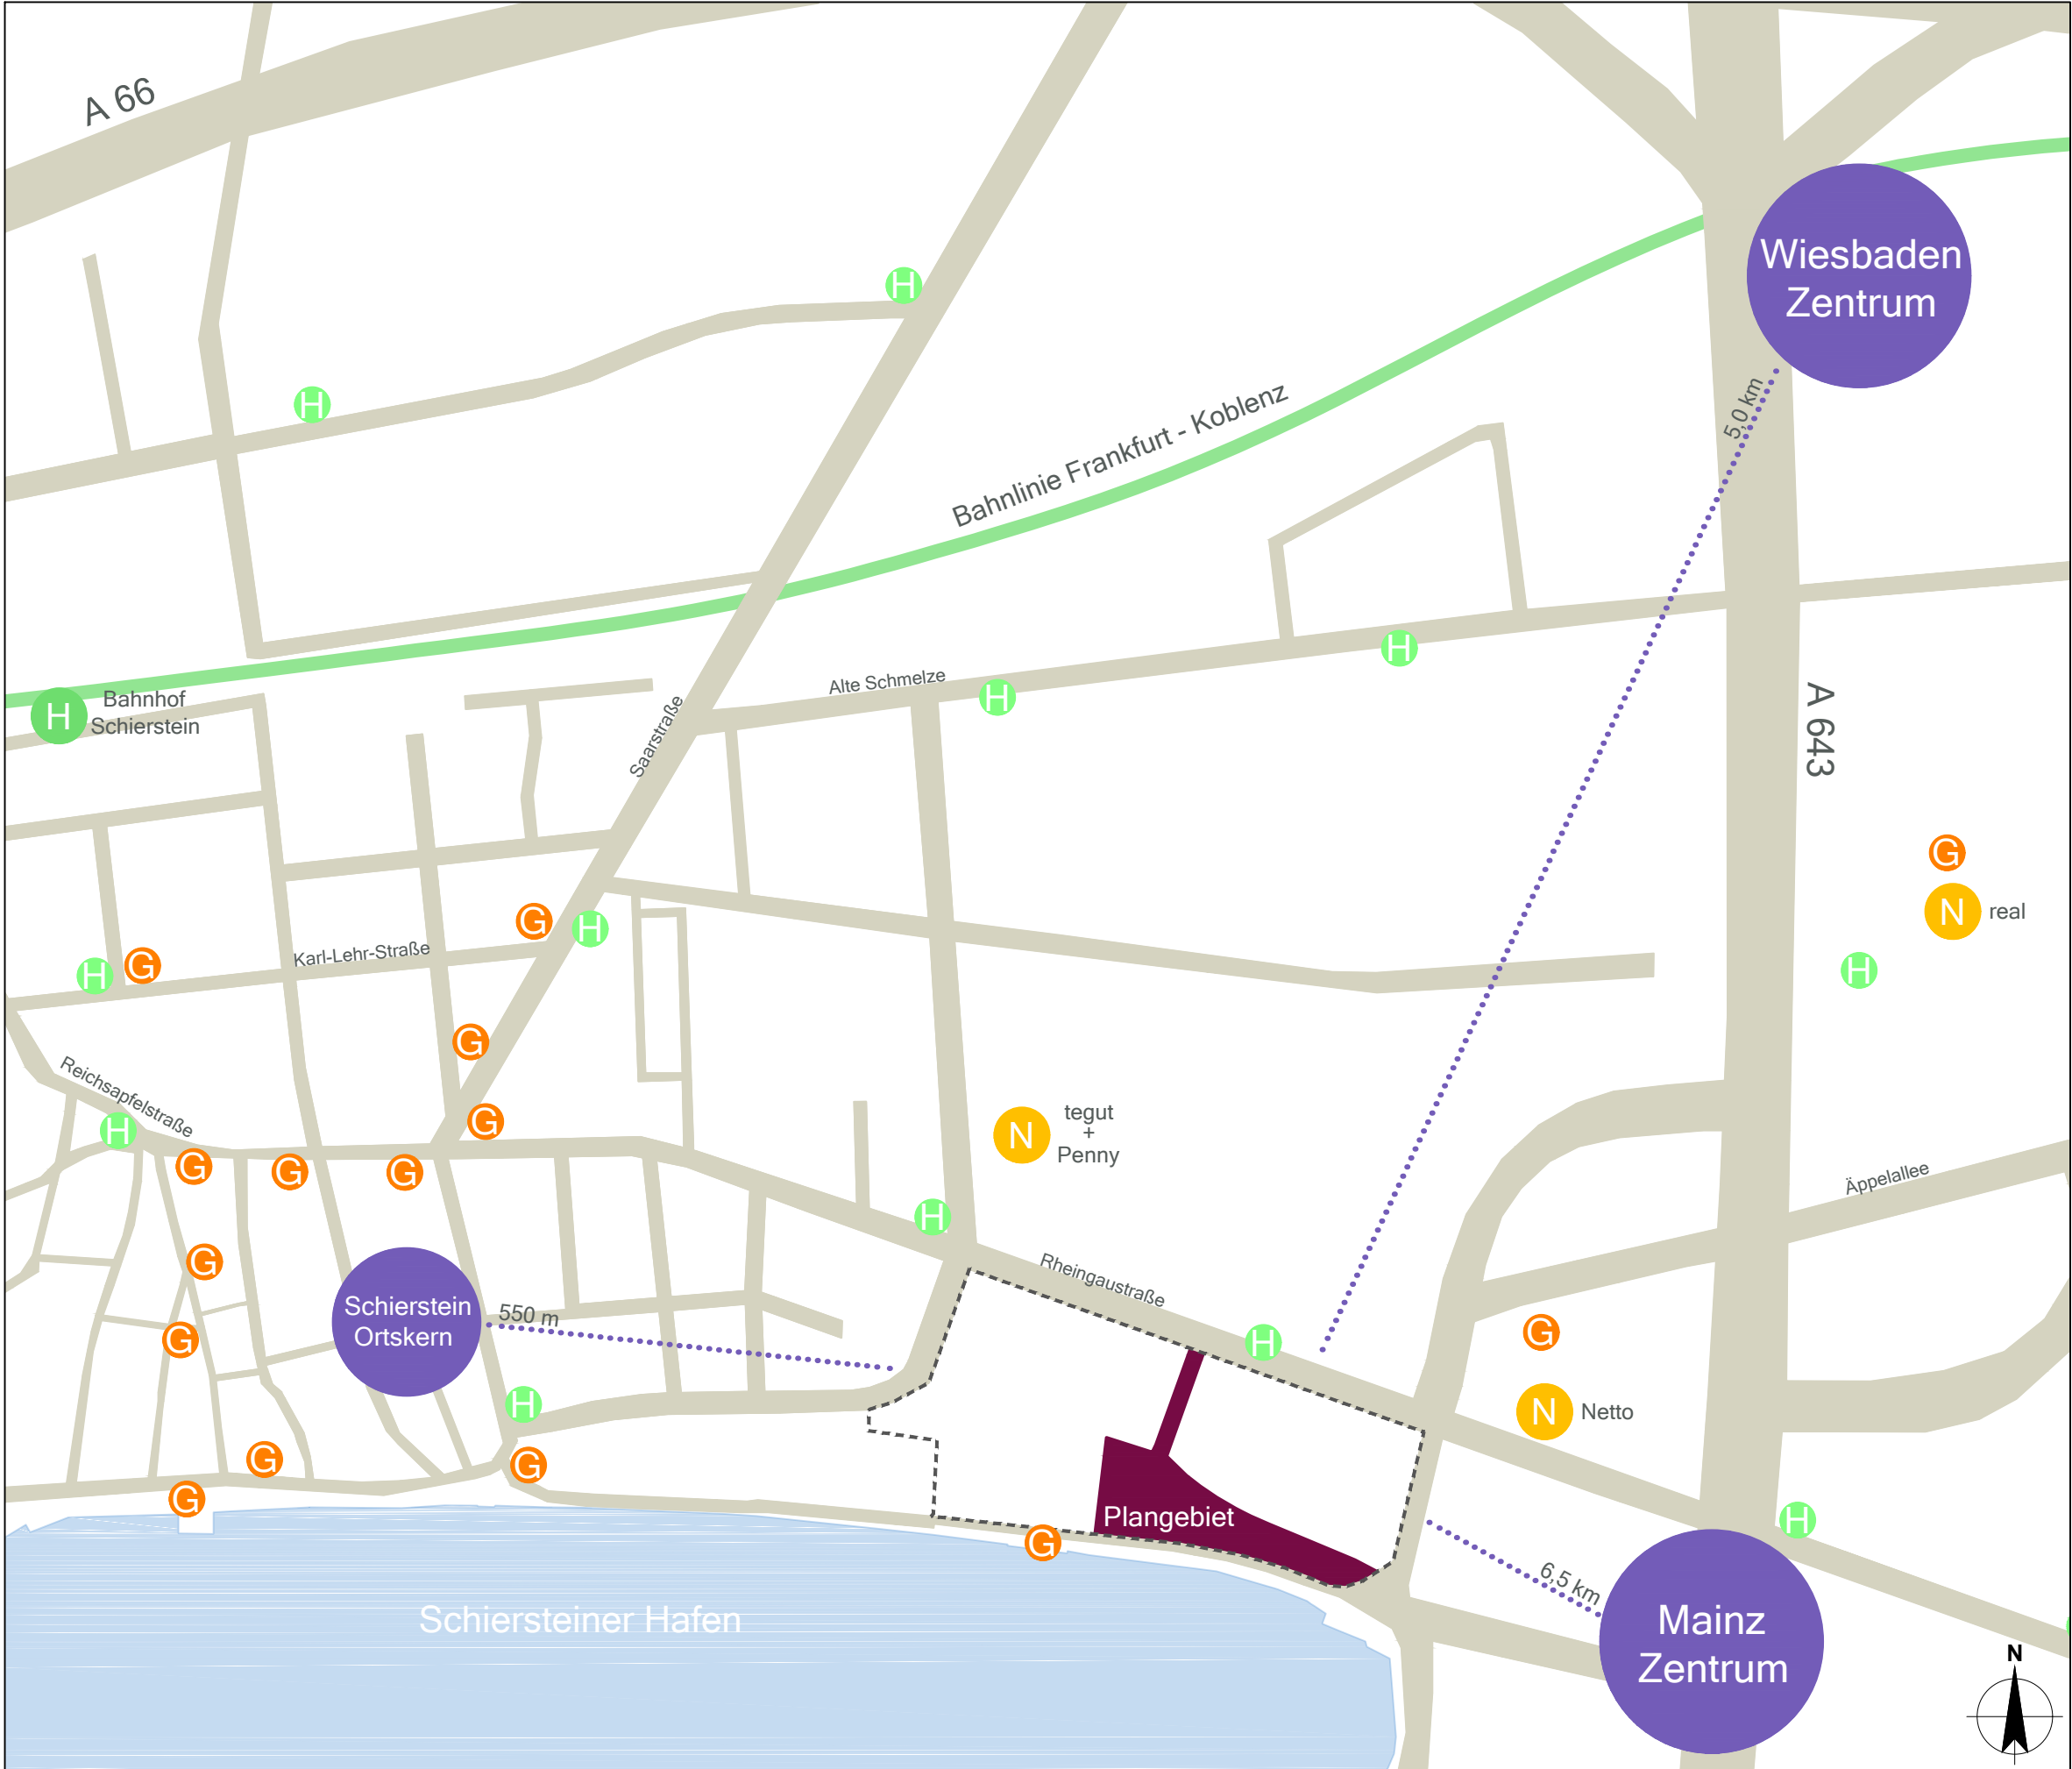 A 66
H
Wiesbaden
Zentrum
H
5,0 km
Bahnlinie Frankfurt - Koblenz
H
Alte Schmelze
H
Bahnhof
Schierstein
H
Saarstraße
A 643
G
N
real
G
H
Karl-Lehr-Straße
H
G
H
G
Reichsapfelstraße
H
G
N
tegut
+
Penny
G
G
G
Äppelallee
H
G
Rheingaustraße
Schierstein
Ortskern
550 m
G
H
G
H
N
Netto
G
G
G
Plangebiet
H
G
6,5 km
Schiersteiner Hafen
Mainz
Zentrum
N